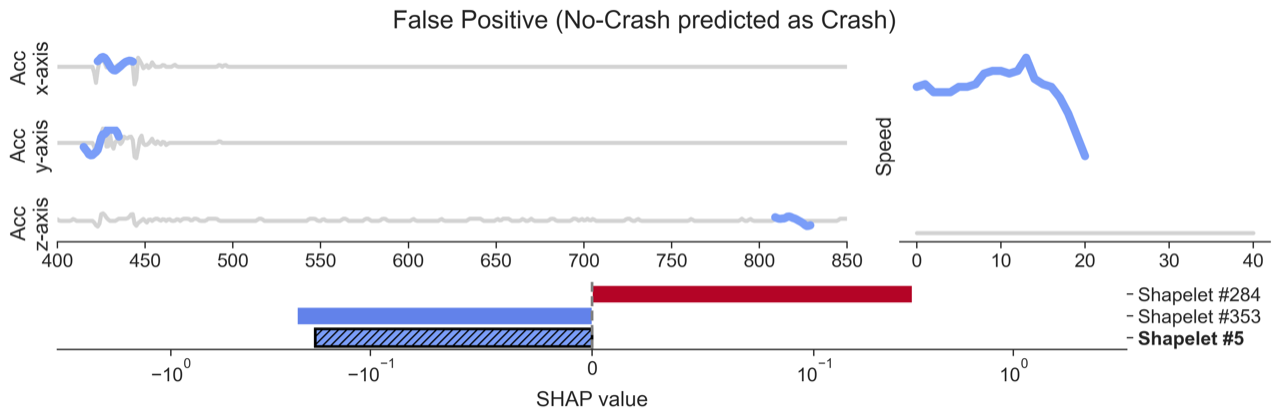 False Positive (No-Crash predicted as Crash)
Acc
x-axis
Acc
y-axis
Acc
z-axis
Speed
400 450 500 550 600 650 700 750 800 850
0 10 20 30 40
Shapelet #284
Shapelet #353
Shapelet #5
−10⁰ −10⁻¹ 0 10⁻¹ 10⁰
SHAP value